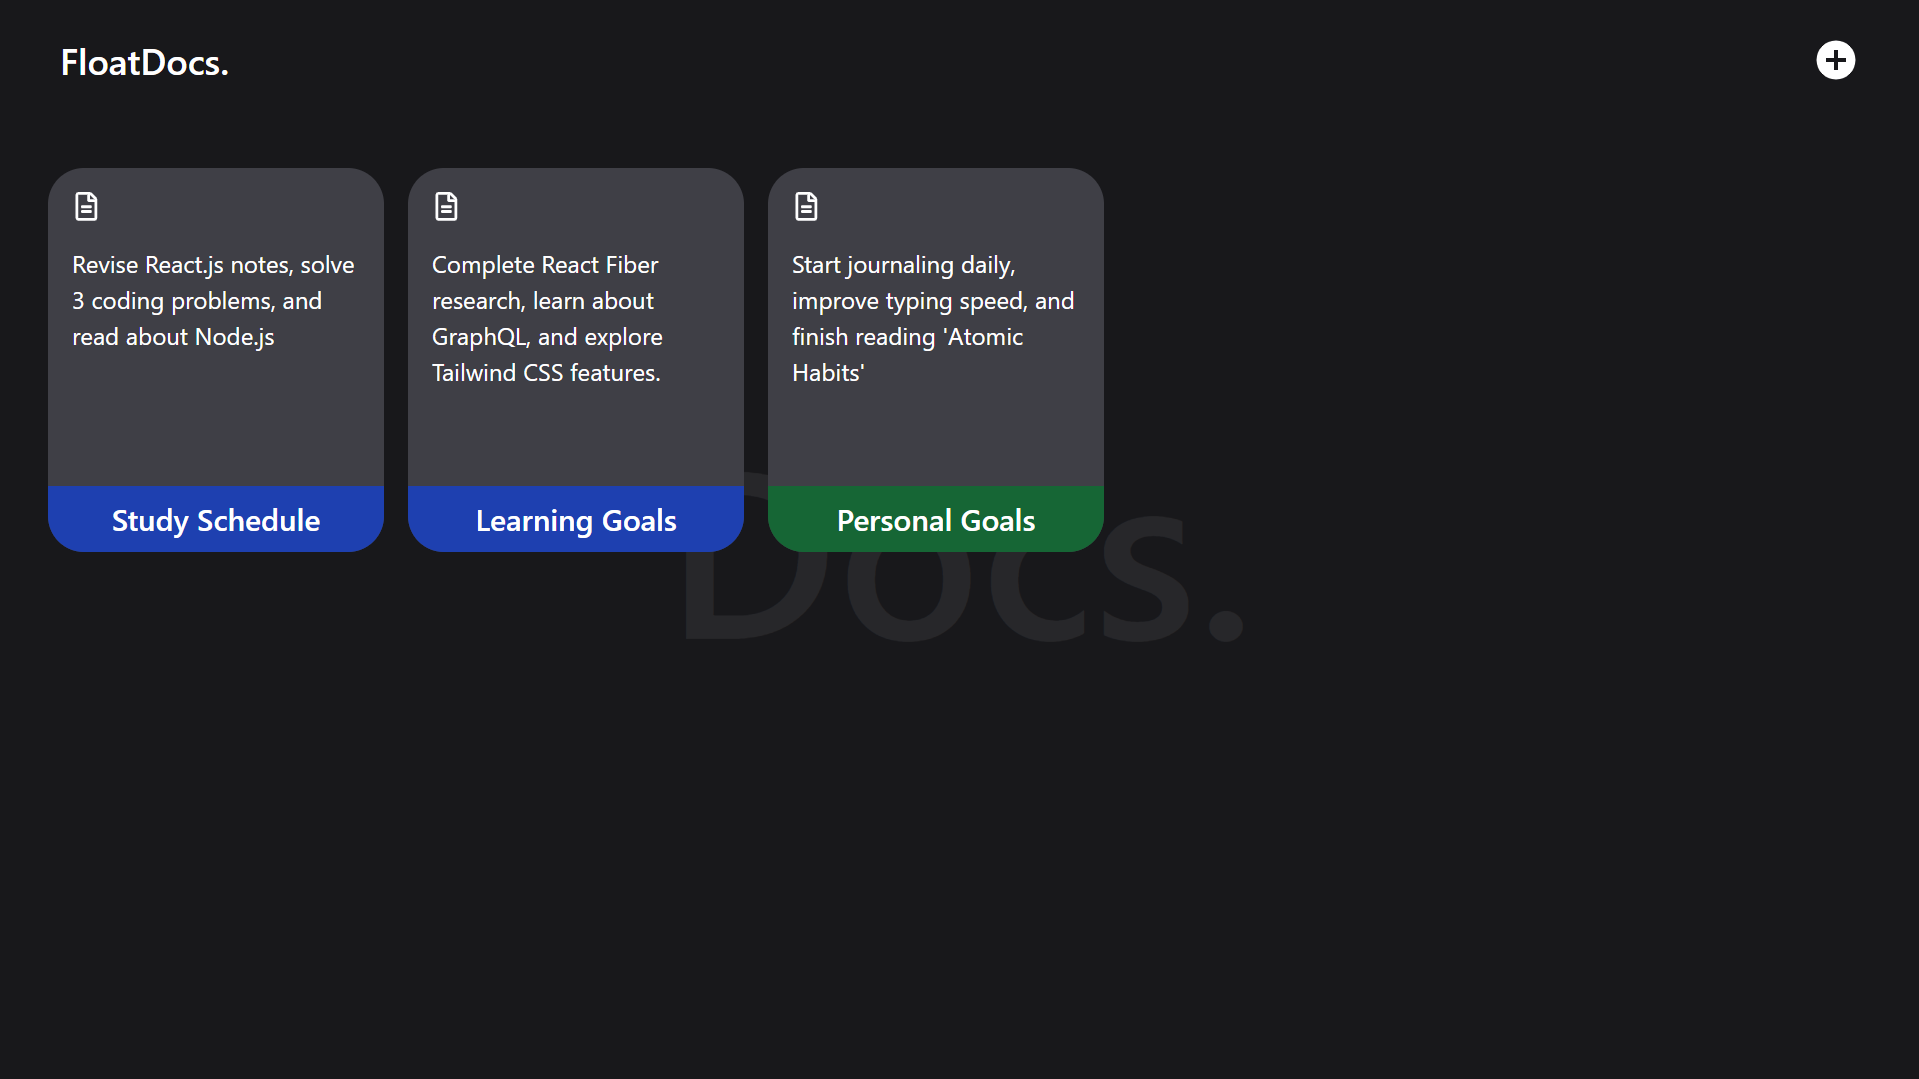 FloatDocs.
Revise React.js notes, solve
3 coding problems, and
read about Node.js
Study Schedule
Complete React Fiber
research, learn about
GraphQL, and explore
Tailwind CSS features.
Learning Goals
Start journaling daily,
improve typing speed, and
finish reading 'Atomic
Habits'
Personal Goals
Docs.